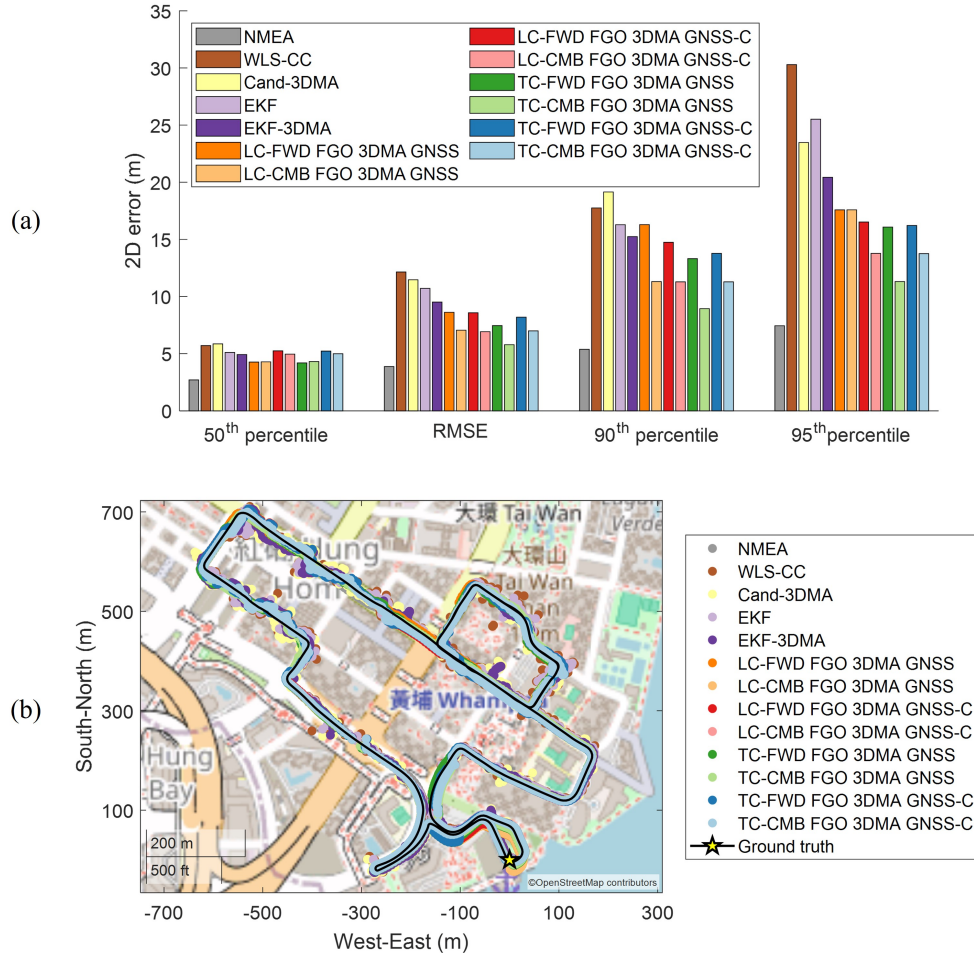 (a)
2D error (m)
35
30
25
20
15
10
5
0
NMEA
WLS-CC
Cand-3DMA
EKF
EKF-3DMA
LC-FWD FGO 3DMA GNSS
LC-CMB FGO 3DMA GNSS
LC-FWD FGO 3DMA GNSS-C
LC-CMB FGO 3DMA GNSS-C
TC-FWD FGO 3DMA GNSS
TC-CMB FGO 3DMA GNSS
TC-FWD FGO 3DMA GNSS-C
TC-CMB FGO 3DMA GNSS-C
50th percentile
RMSE
90th percentile
95th percentile
(b)
South-North (m)
700
500
300
100
大環 Tai Wan
Verde
大環山
Tai Wan
Hom
黃埔 Wham
Hung
Bay
200 m
500 ft
©OpenStreetMap contributors
-700
-500
-300
-100
100
300
West-East (m)
NMEA
WLS-CC
Cand-3DMA
EKF
EKF-3DMA
LC-FWD FGO 3DMA GNSS
LC-CMB FGO 3DMA GNSS
LC-FWD FGO 3DMA GNSS-C
LC-CMB FGO 3DMA GNSS-C
TC-FWD FGO 3DMA GNSS
TC-CMB FGO 3DMA GNSS
TC-FWD FGO 3DMA GNSS-C
TC-CMB FGO 3DMA GNSS-C
Ground truth